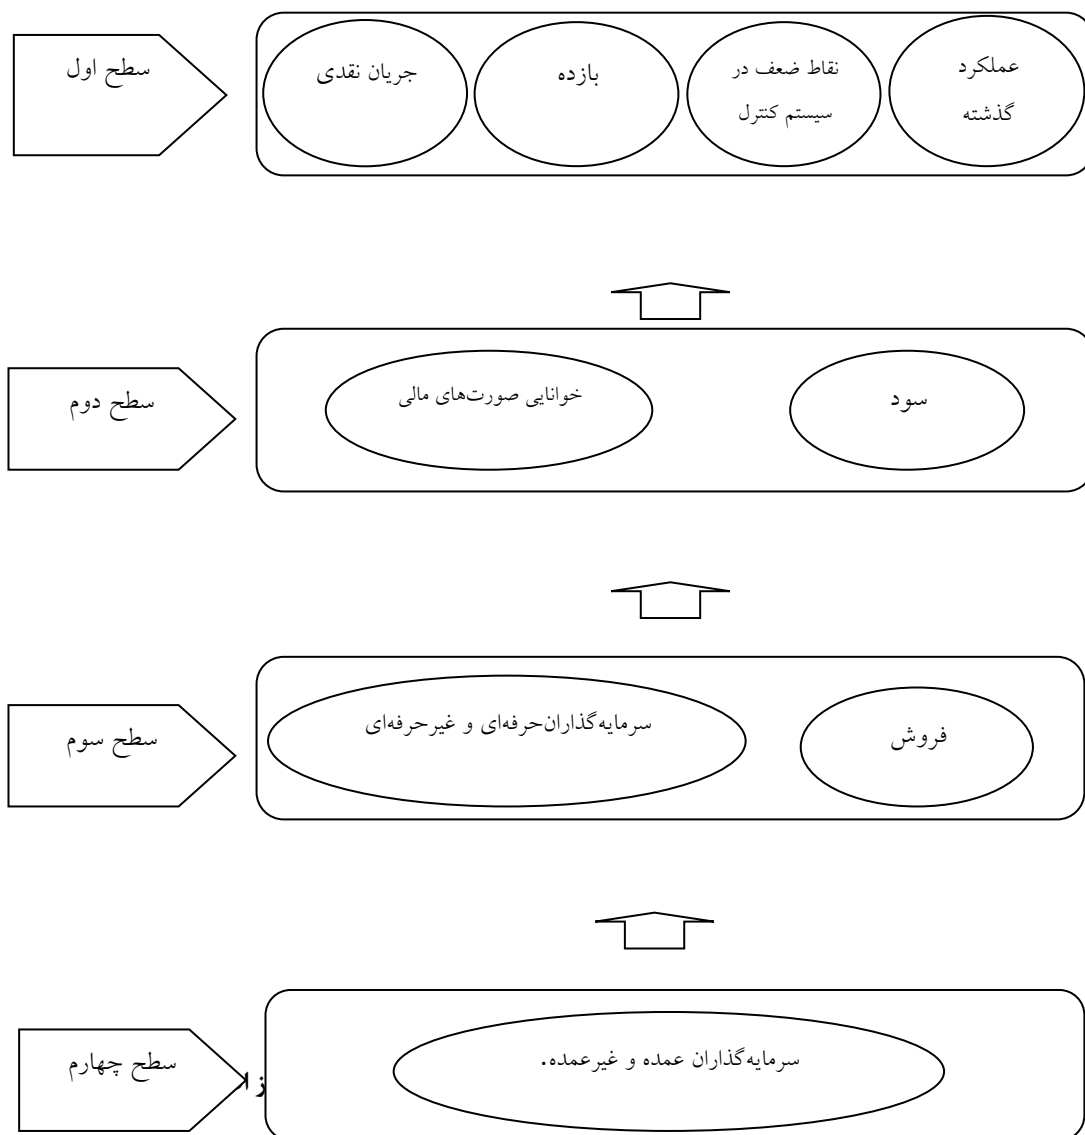 سطح اول
عملکرد
گذشته
نقاط ضعف در
سیستم کنترل
بازده
جریان نقدی
سطح دوم
سود
خوانایی صورت‌های مالی
سطح سوم
فروش
سرمایه‌گذاران‌حرفه‌ای و غیرحرفه‌ای
سطح چهارم
سرمایه‌گذاران عمده و غیرعمده.